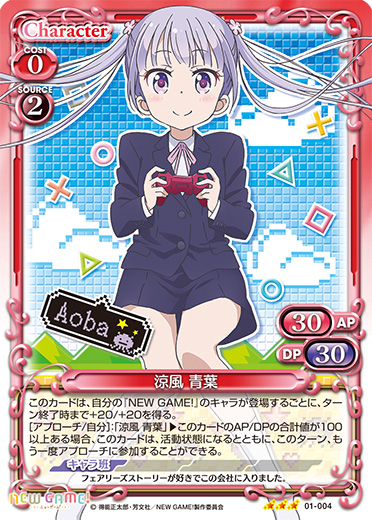 Character
COST
0
SOURCE
2
Aoba
30 AP
DP 30
涼風 青葉
このカードは、自分の「NEW GAME!」のキャラが登場するごとに、ター
ン終了時まで+20/+20を得る。
[アプローチ/自分]:「涼風 青葉」▶このカードのAP/DPの合計値が100
以上ある場合、このカードは、活動状態になるとともに、このターン、も
う一度アプローチに参加することができる。
キャラ班
フェアリーズストーリーが好きでこの会社に入りました。
NEW GAME!
© 得能正太郎・芳文社/NEW GAME!製作委員会
★★★ 01-004